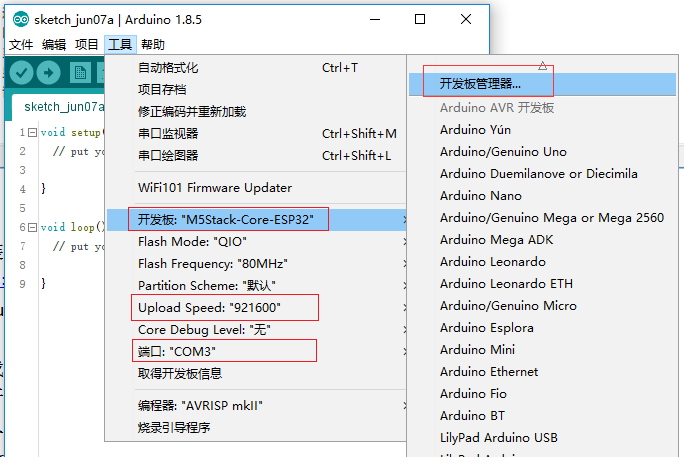 sketch_jun07a | Arduino 1.8.5
文件 编辑 项目 工具 帮助
sketch_jun07a
1 void setup(
2 // put yo
3
4 }
5
6 void loop()
7 // put yo
8
9 }
自动格式化 Ctrl+T
项目存档
修正编码并重新加载
串口监视器 Ctrl+Shift+M
串口绘图器 Ctrl+Shift+L
WiFi101 Firmware Updater
开发板: "M5Stack-Core-ESP32"
Flash Mode: "QIO"
Flash Frequency: "80MHz"
Partition Scheme: "默认"
Upload Speed: "921600"
Core Debug Level: "无"
端口: "COM3"
取得开发板信息
编程器: "AVRISP mkII"
烧录引导程序
开发板管理器...
Arduino AVR 开发板
Arduino Yún
Arduino/Genuino Uno
Arduino Duemilanove or Diecimila
Arduino Nano
Arduino/Genuino Mega or Mega 2560
Arduino Mega ADK
Arduino Leonardo
Arduino Leonardo ETH
Arduino/Genuino Micro
Arduino Esplora
Arduino Mini
Arduino Ethernet
Arduino Fio
Arduino BT
LilyPad Arduino USB
LilyPad Arduino